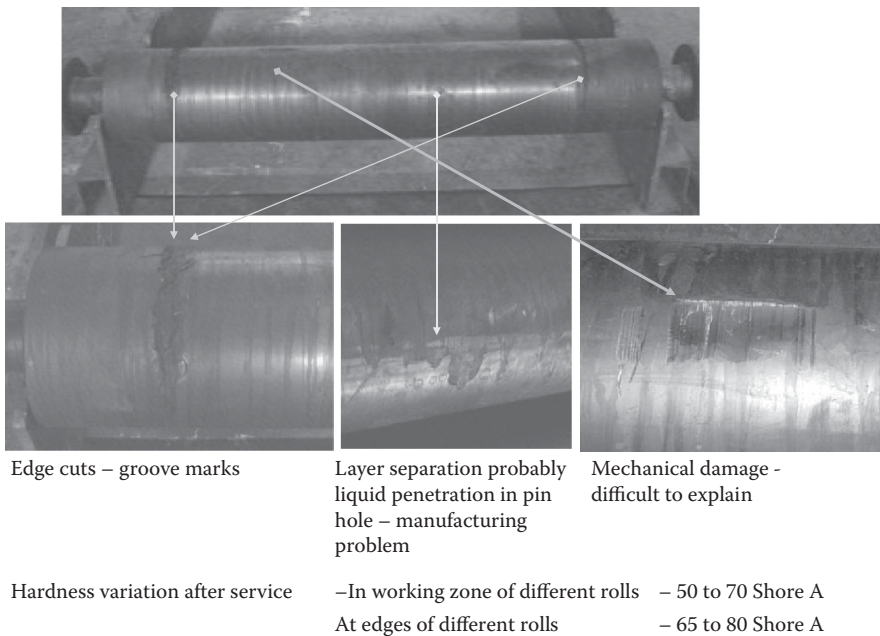 Edge cuts – groove marks
Layer separation probably
liquid penetration in pin
hole – manufacturing
problem
Mechanical damage -
difficult to explain
Hardness variation after service –In working zone of different rolls – 50 to 70 Shore A
At edges of different rolls – 65 to 80 Shore A